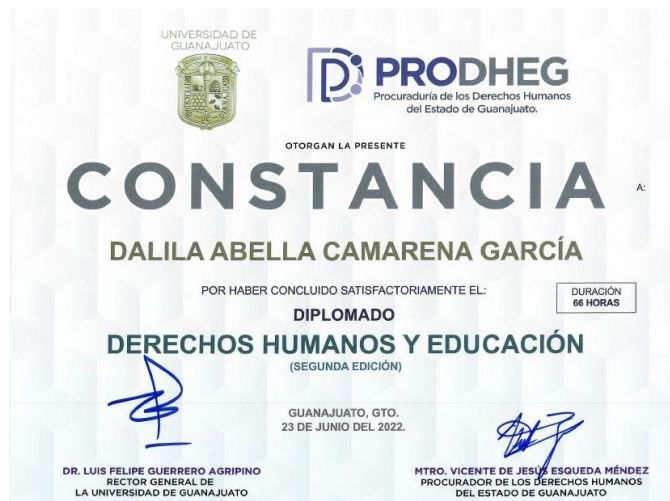 UNIVERSIDAD DE
GUANAJUATO
PRODHEG
Procuraduría de los Derechos Humanos
del Estado de Guanajuato.
OTORGAN LA PRESENTE
CONSTANCIA A:
DALILA ABELLA CAMARENA GARCÍA
POR HABER CONCLUIDO SATISFACTORIAMENTE EL:
DURACIÓN
66 HORAS
DIPLOMADO
DERECHOS HUMANOS Y EDUCACIÓN
(SEGUNDA EDICIÓN)
GUANAJUATO, GTO.
23 DE JUNIO DEL 2022.
DR. LUIS FELIPE GUERRERO AGRIPINO
RECTOR GENERAL DE
LA UNIVERSIDAD DE GUANAJUATO
MTRO. VICENTE DE JESÚS ESQUEDA MÉNDEZ
PROCURADOR DE LOS DERECHOS HUMANOS
DEL ESTADO DE GUANAJUATO